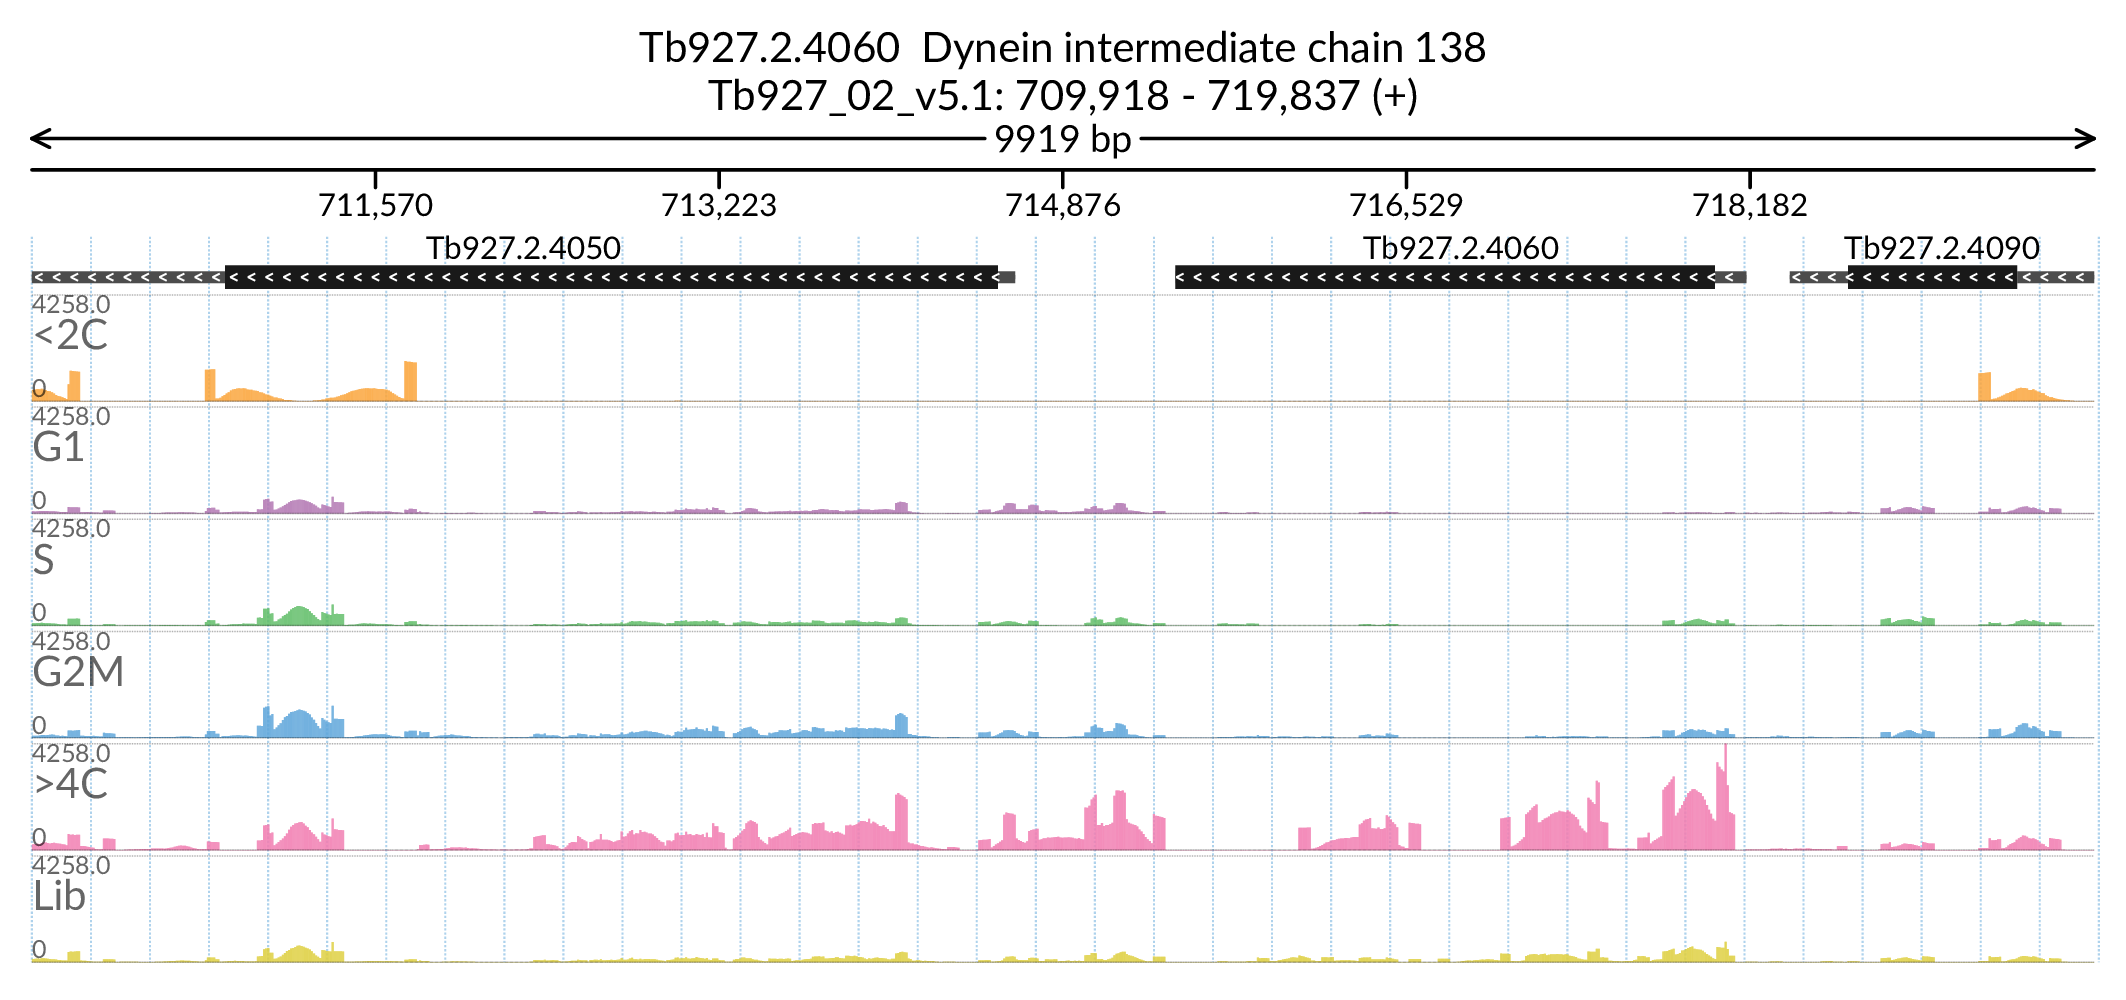 Tb927.2.4060  Dynein intermediate chain 138
Tb927_02_v5.1: 709,918 - 719,837 (+)
9919 bp
711,570 713,223 714,876 716,529 718,182
Tb927.2.4050 Tb927.2.4060 Tb927.2.4090
4258.0
<2C
0
4258.0
G1
0
4258.0
S
0
4258.0
G2M
0
4258.0
>4C
0
4258.0
Lib
0